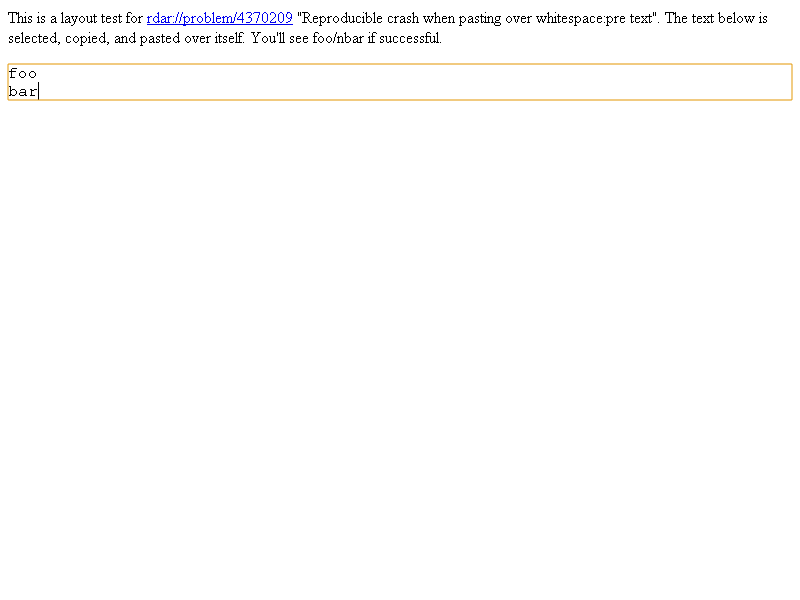 This is a layout test for rdar://problem/4370209 "Reproducible crash when pasting over whitespace:pre text". The text below is
selected, copied, and pasted over itself. You'll see foo/nbar if successful.
foo
bar